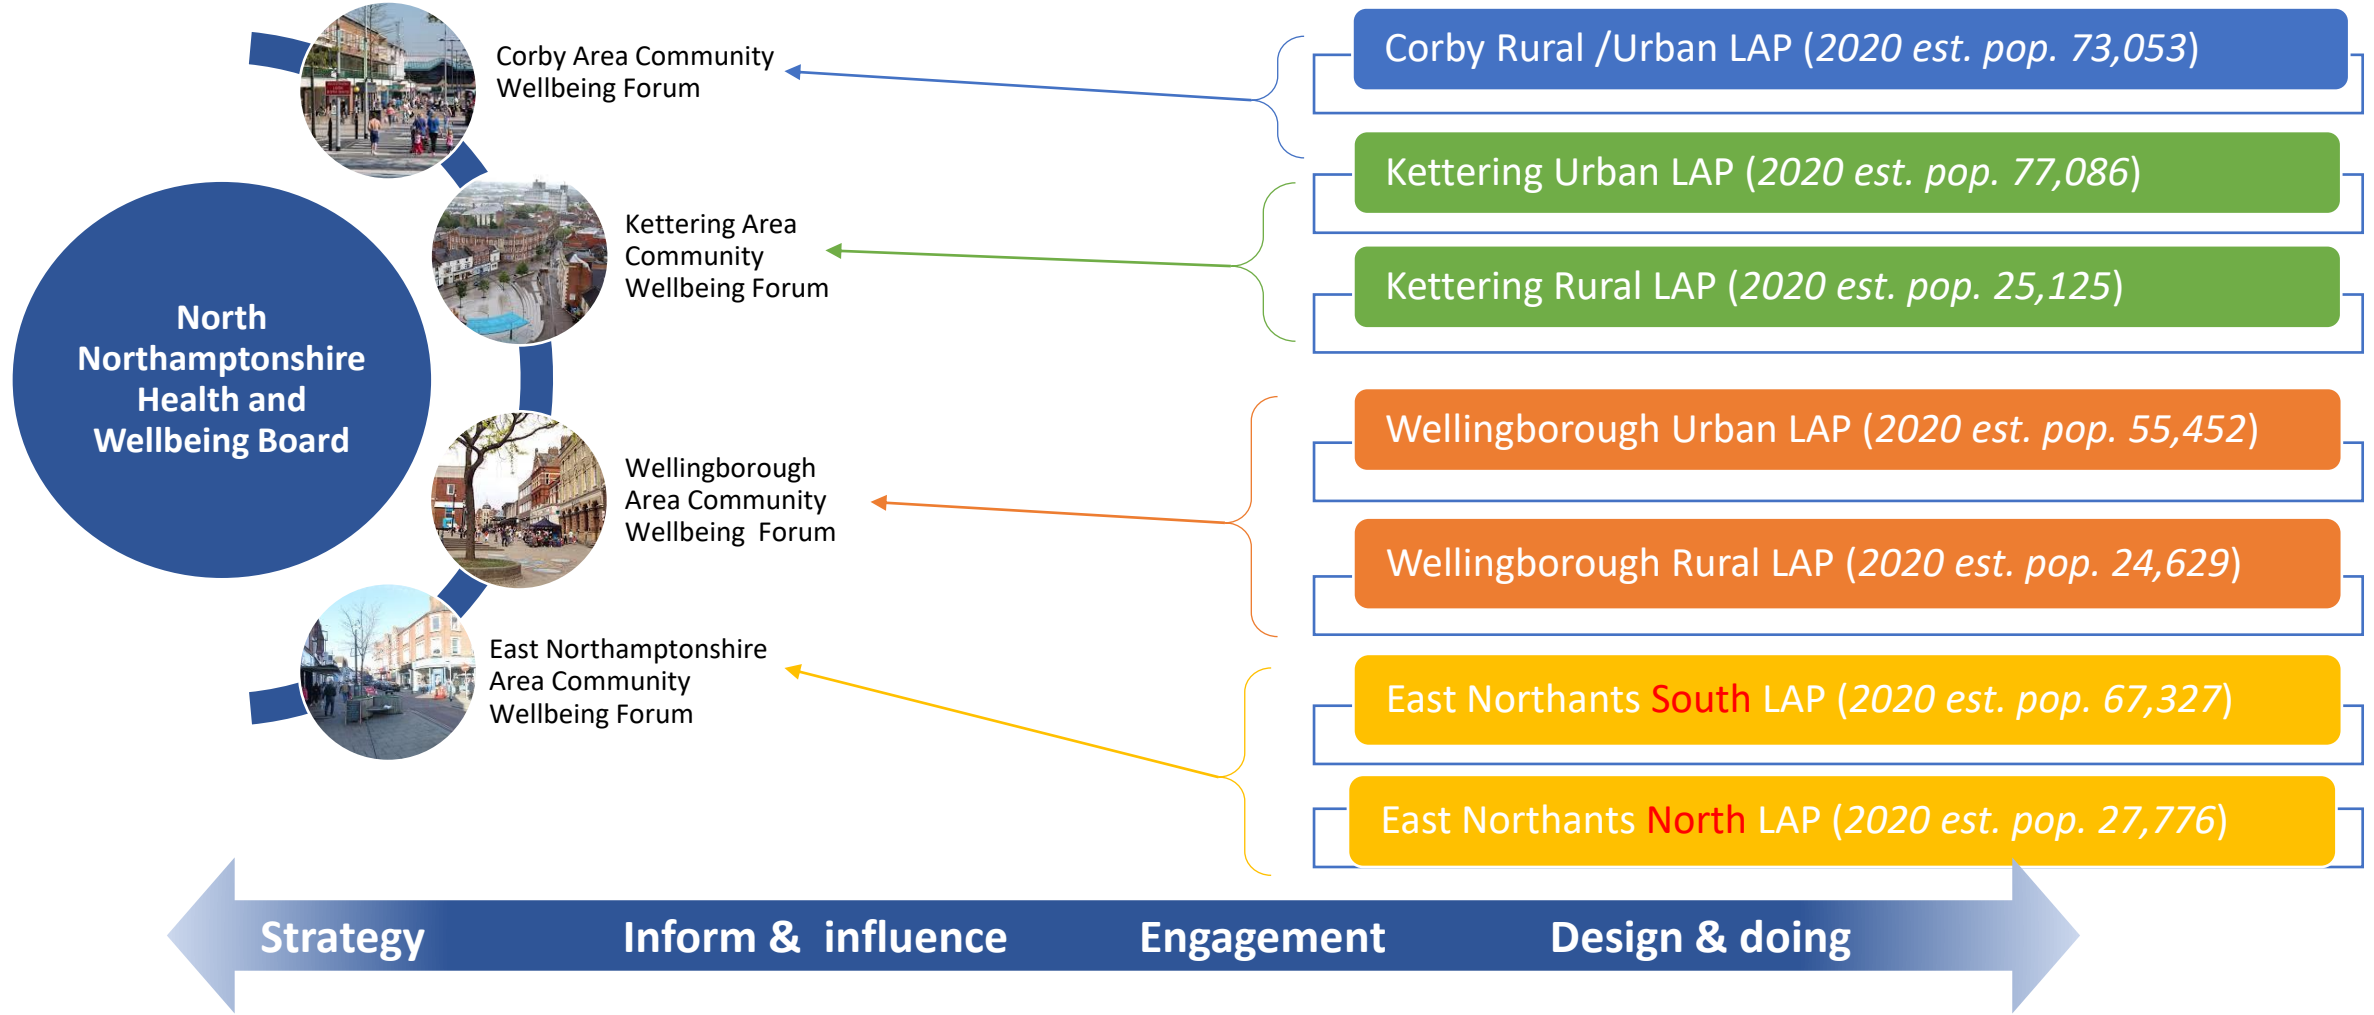 Corby Area Community
Wellbeing Forum
Kettering Area
Community
Wellbeing Forum
North
Northamptonshire
Health and
Wellbeing Board
Wellingborough
Area Community
Wellbeing  Forum
East Northamptonshire
Area Community
Wellbeing Forum
Corby Rural /Urban LAP (2020 est. pop. 73,053)
Kettering Urban LAP (2020 est. pop. 77,086)
Kettering Rural LAP (2020 est. pop. 25,125)
Wellingborough Urban LAP (2020 est. pop. 55,452)
Wellingborough Rural LAP (2020 est. pop. 24,629)
East Northants South LAP (2020 est. pop. 67,327)
East Northants North LAP (2020 est. pop. 27,776)
Strategy
Inform &  influence
Engagement
Design & doing